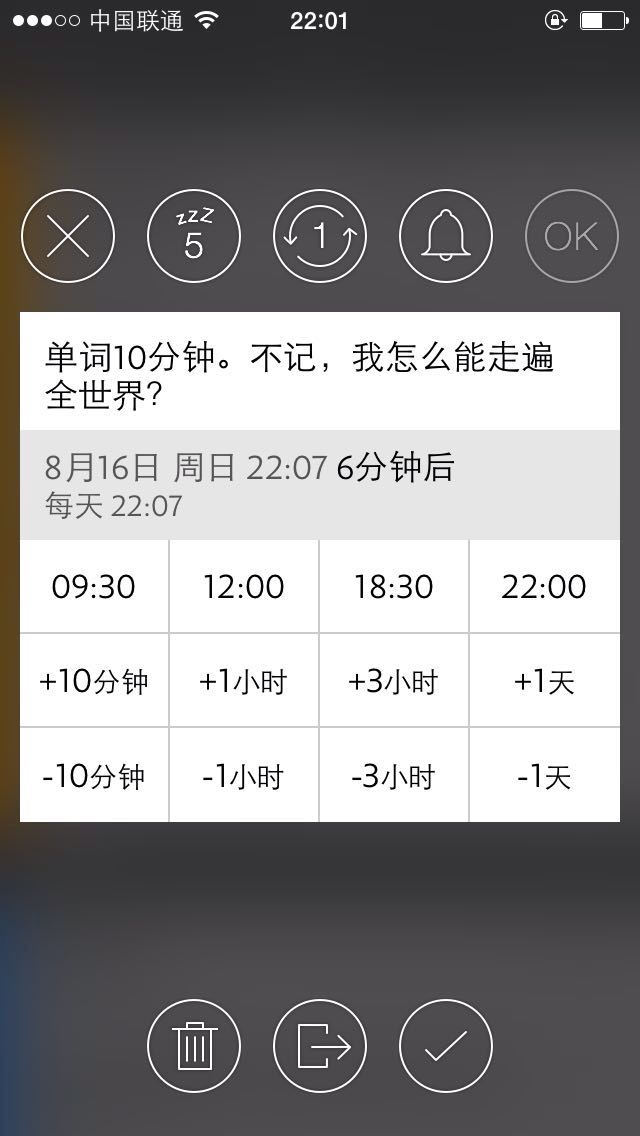 中国联通 22:01
zzz
5 1 OK
单词10分钟。不记，我怎么能走遍
全世界？
8月16日 周日 22:07 6分钟后
每天 22:07
09:30 12:00 18:30 22:00
+10分钟 +1小时 +3小时 +1天
-10分钟 -1小时 -3小时 -1天